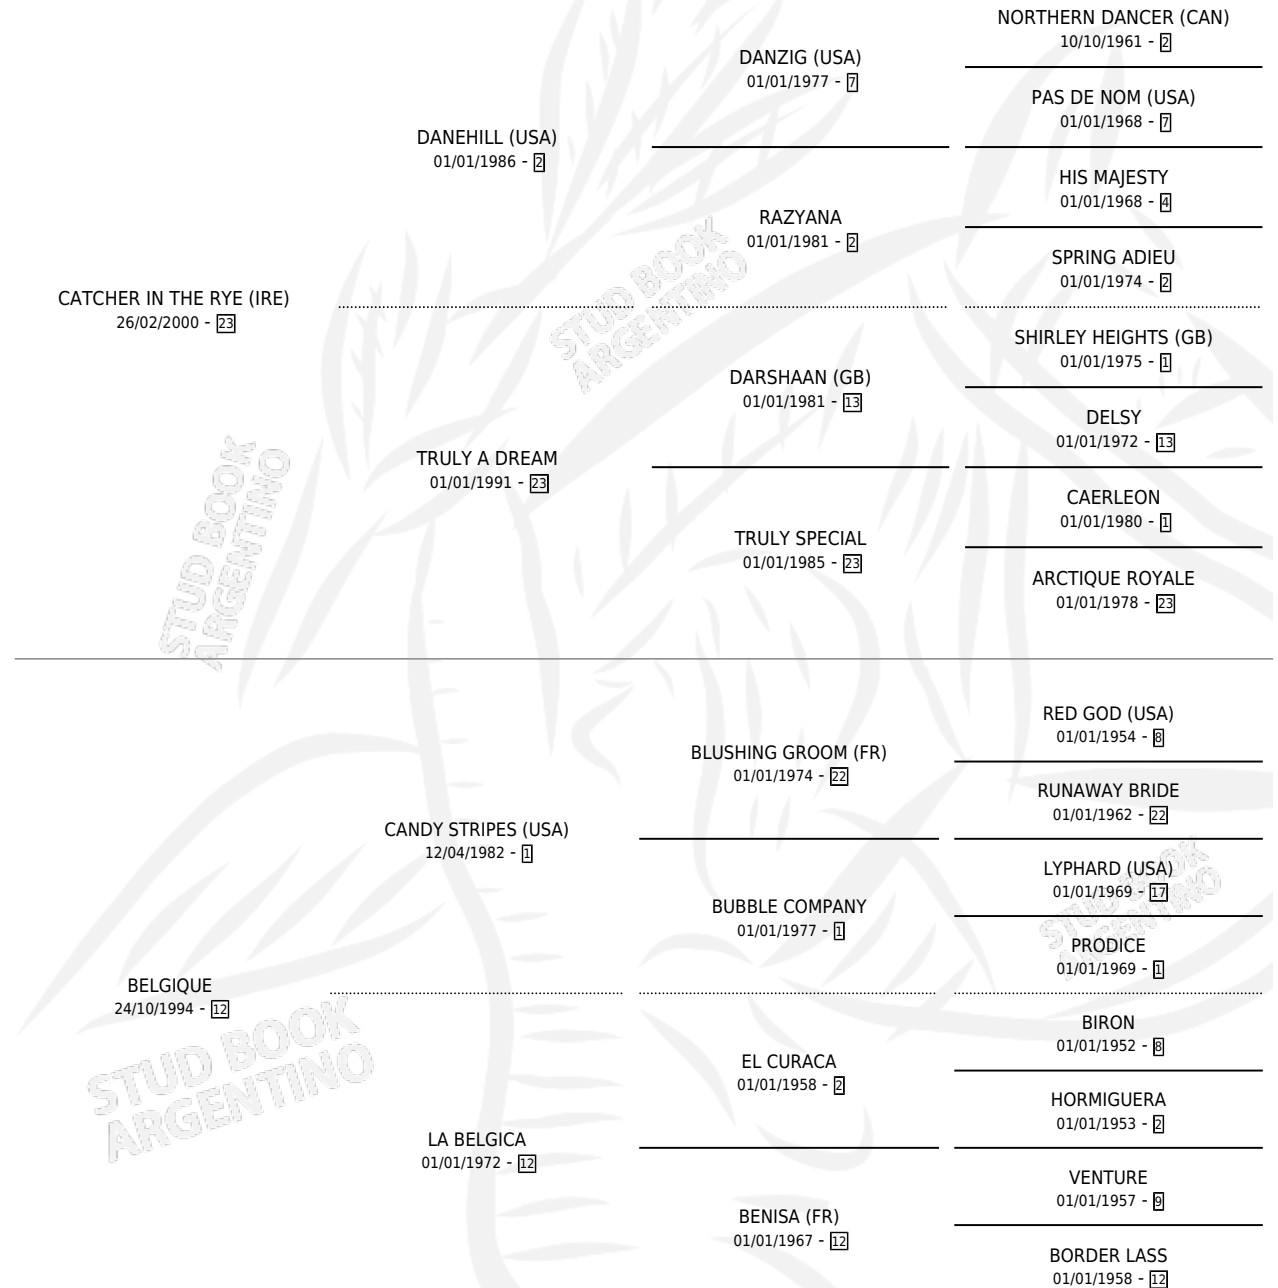 NORTHERN DANCER (CAN)
10/10/1961 - 2
DANZIG (USA)
01/01/1977 - 7
PAS DE NOM (USA)
01/01/1968 - 7
DANEHILL (USA)
01/01/1986 - 2
HIS MAJESTY
01/01/1968 - 4
RAZYANA
01/01/1981 - 2
SPRING ADIEU
01/01/1974 - 2
CATCHER IN THE RYE (IRE)
26/02/2000 - 23
STUD BOOK
ARGENTINO
SHIRLEY HEIGHTS (GB)
01/01/1975 - 1
DARSHAAN (GB)
01/01/1981 - 13
DELSY
01/01/1972 - 13
TRULY A DREAM
01/01/1991 - 23
CAERLEON
01/01/1980 - 1
TRULY SPECIAL
01/01/1985 - 23
ARCTIQUE ROYALE
01/01/1978 - 23
STUD BOOK
ARGENTINO
RED GOD (USA)
01/01/1954 - 8
BLUSHING GROOM (FR)
01/01/1974 - 22
RUNAWAY BRIDE
01/01/1962 - 22
CANDY STRIPES (USA)
12/04/1982 - 1
LYPHARD (USA)
01/01/1969 - 17
BUBBLE COMPANY
01/01/1977 - 1
STUD BOOK
ARGENTINO
PRODICE
01/01/1969 - 1
BELGIQUE
24/10/1994 - 12
STUD BOOK
ARGENTINO
BIRON
01/01/1952 - 8
EL CURACA
01/01/1958 - 2
HORMIGUERA
01/01/1953 - 2
LA BELGICA
01/01/1972 - 12
VENTURE
01/01/1957 - 9
BENISA (FR)
01/01/1967 - 12
BORDER LASS
01/01/1958 - 12